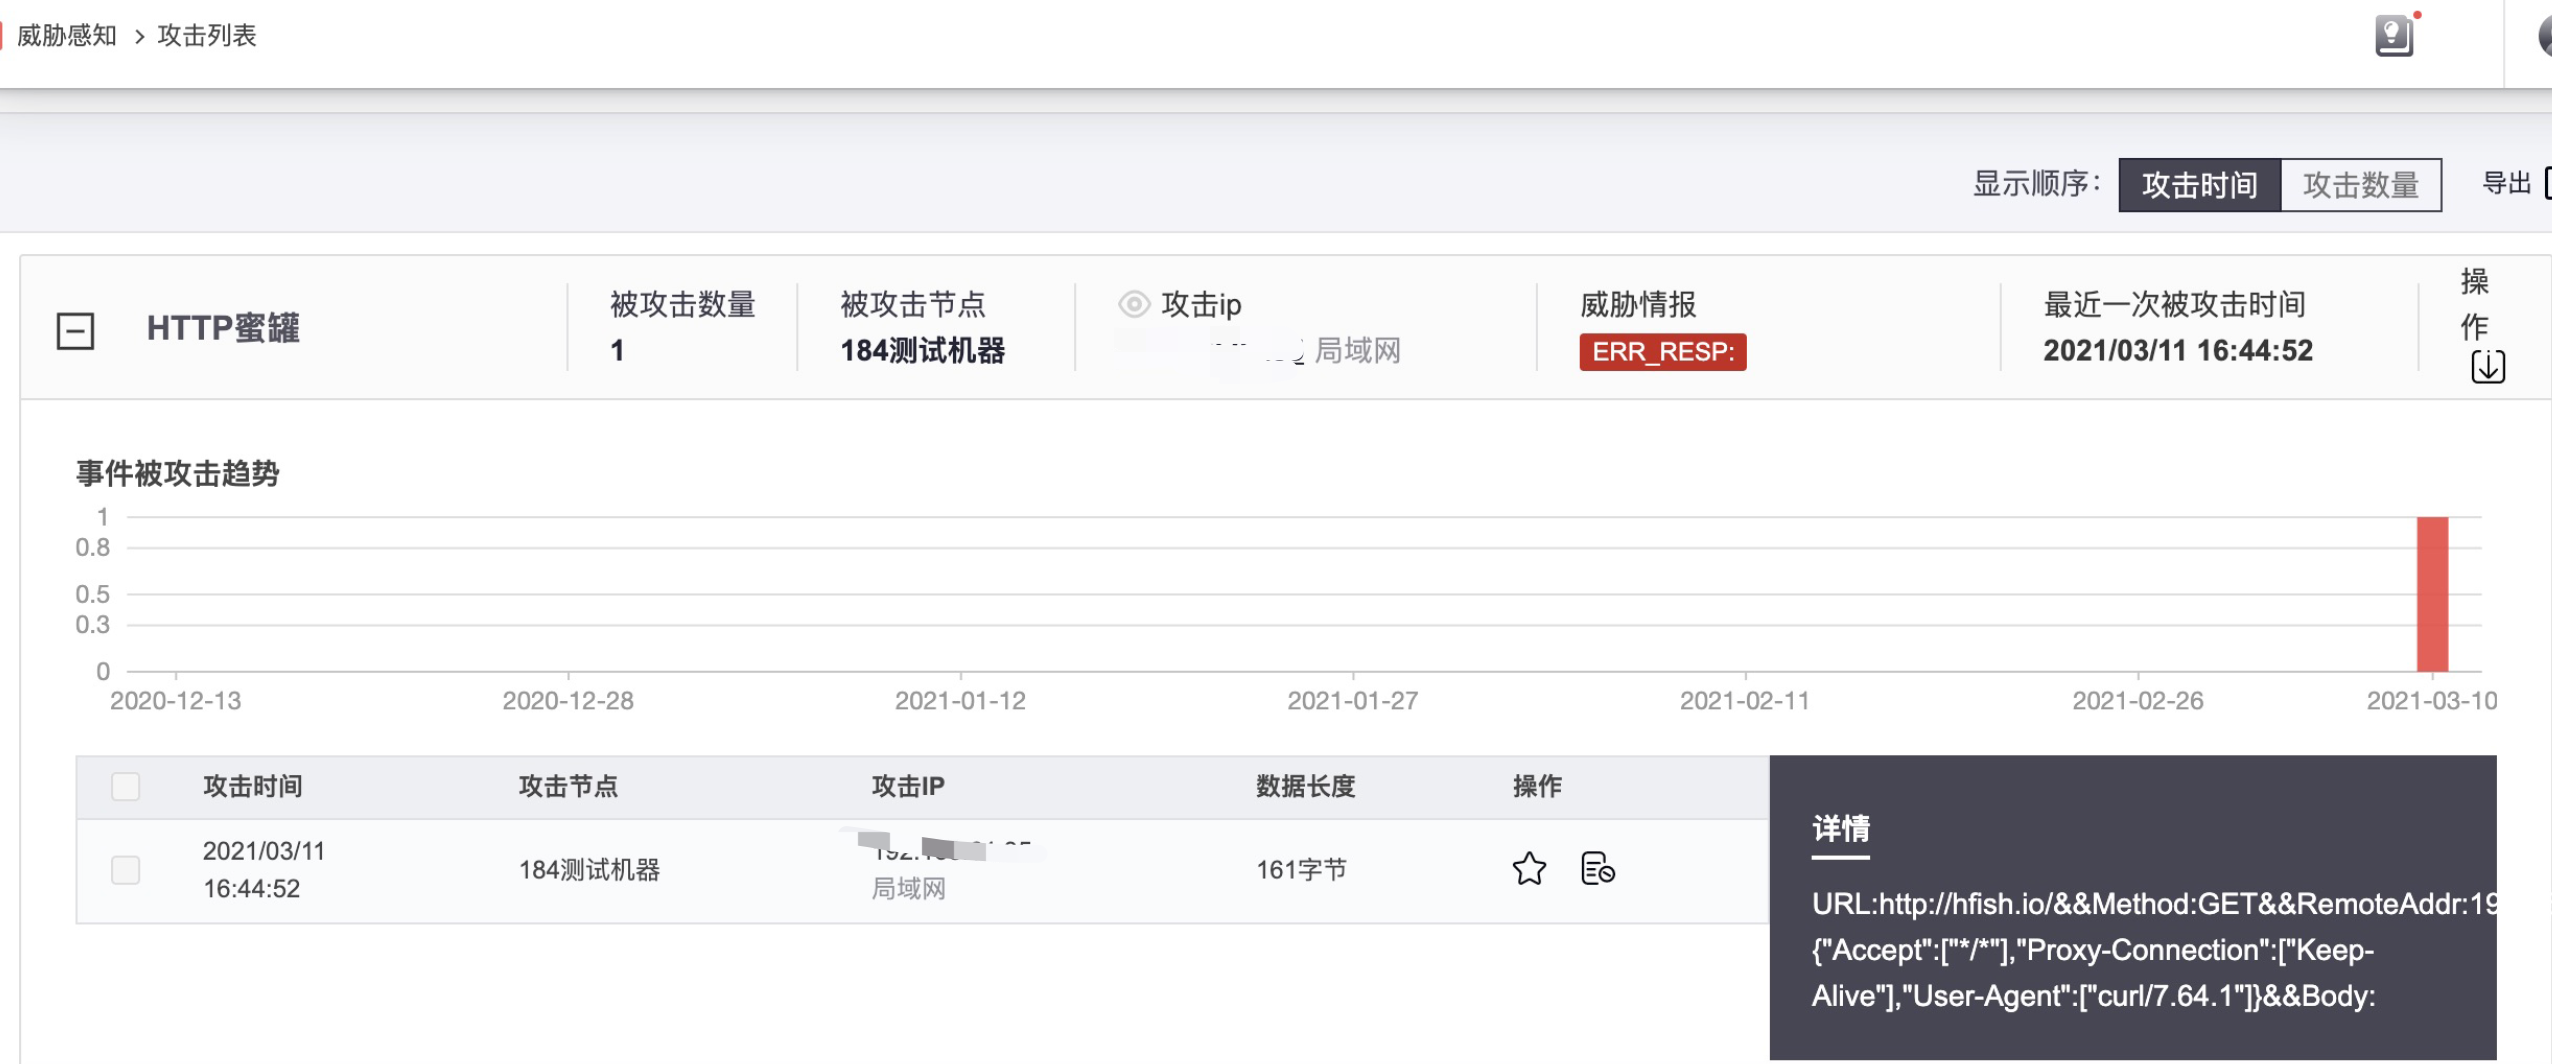 威胁感知 > 攻击列表
显示顺序: 攻击时间 攻击数量 导出
HTTP蜜罐
被攻击数量
1
被攻击节点
184测试机器
攻击ip
局域网
威胁情报
ERR_RESP:
最近一次被攻击时间
2021/03/11 16:44:52
操
作
事件被攻击趋势
1
0.8
0.5
0.3
0
2020-12-13 2020-12-28 2021-01-12 2021-01-27 2021-02-11 2021-02-26 2021-03-10
攻击时间 攻击节点 攻击IP 数据长度 操作
2021/03/11
16:44:52
184测试机器
局域网
161字节
详情
URL:http://hfish.io/&&Method:GET&&RemoteAddr:19
{"Accept":["*/*"],"Proxy-Connection":["Keep-
Alive"],"User-Agent":["curl/7.64.1"]}&&Body: